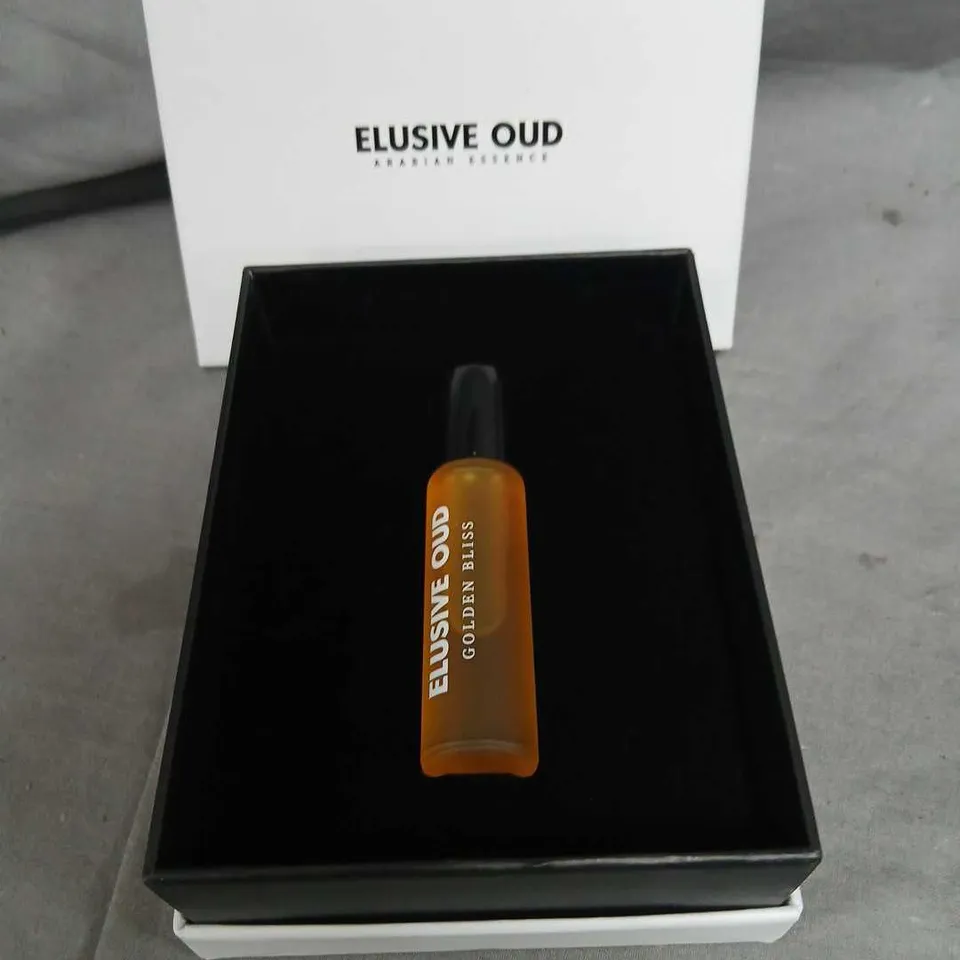 ELUSIVE OUD
ARABIAN ESSENCE
ELUSIVE OUD
GOLDEN BLISS